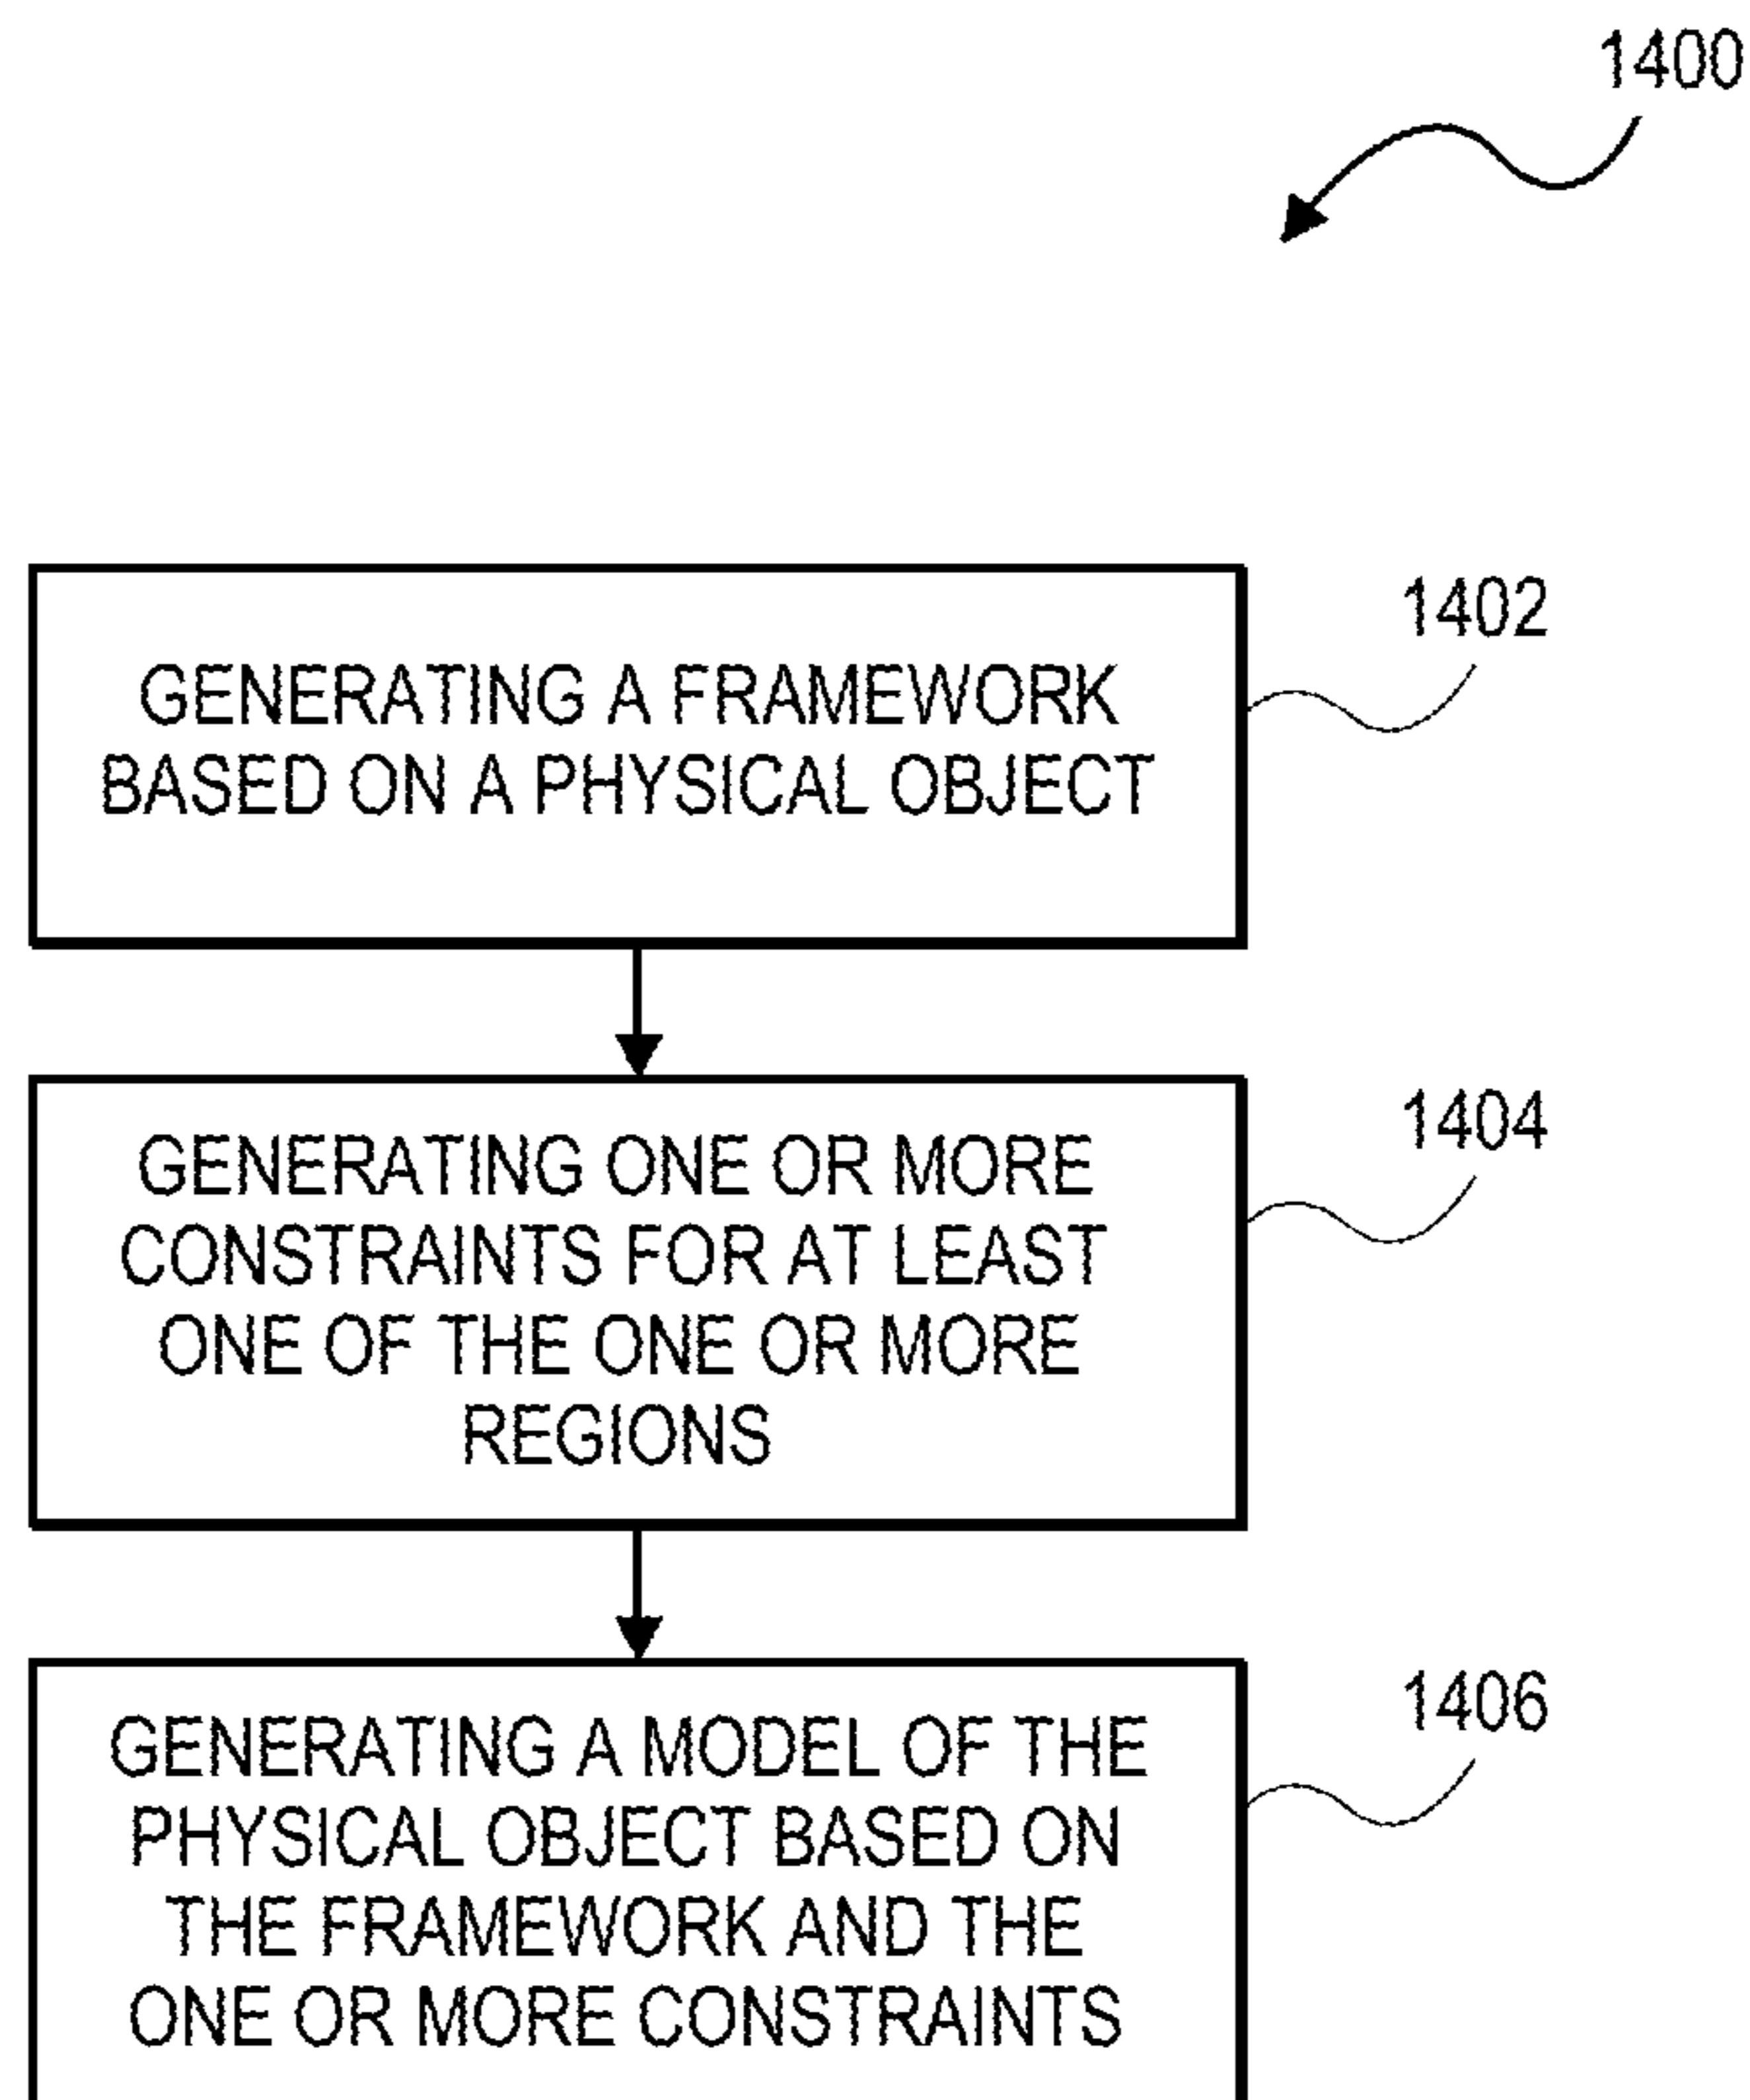 1400
1402
GENERATING A FRAMEWORK
BASED ON A PHYSICAL OBJECT
1404
GENERATING ONE OR MORE
CONSTRAINTS FOR AT LEAST
ONE OF THE ONE OR MORE
REGIONS
1406
GENERATING A MODEL OF THE
PHYSICAL OBJECT BASED ON
THE FRAMEWORK AND THE
ONE OR MORE CONSTRAINTS